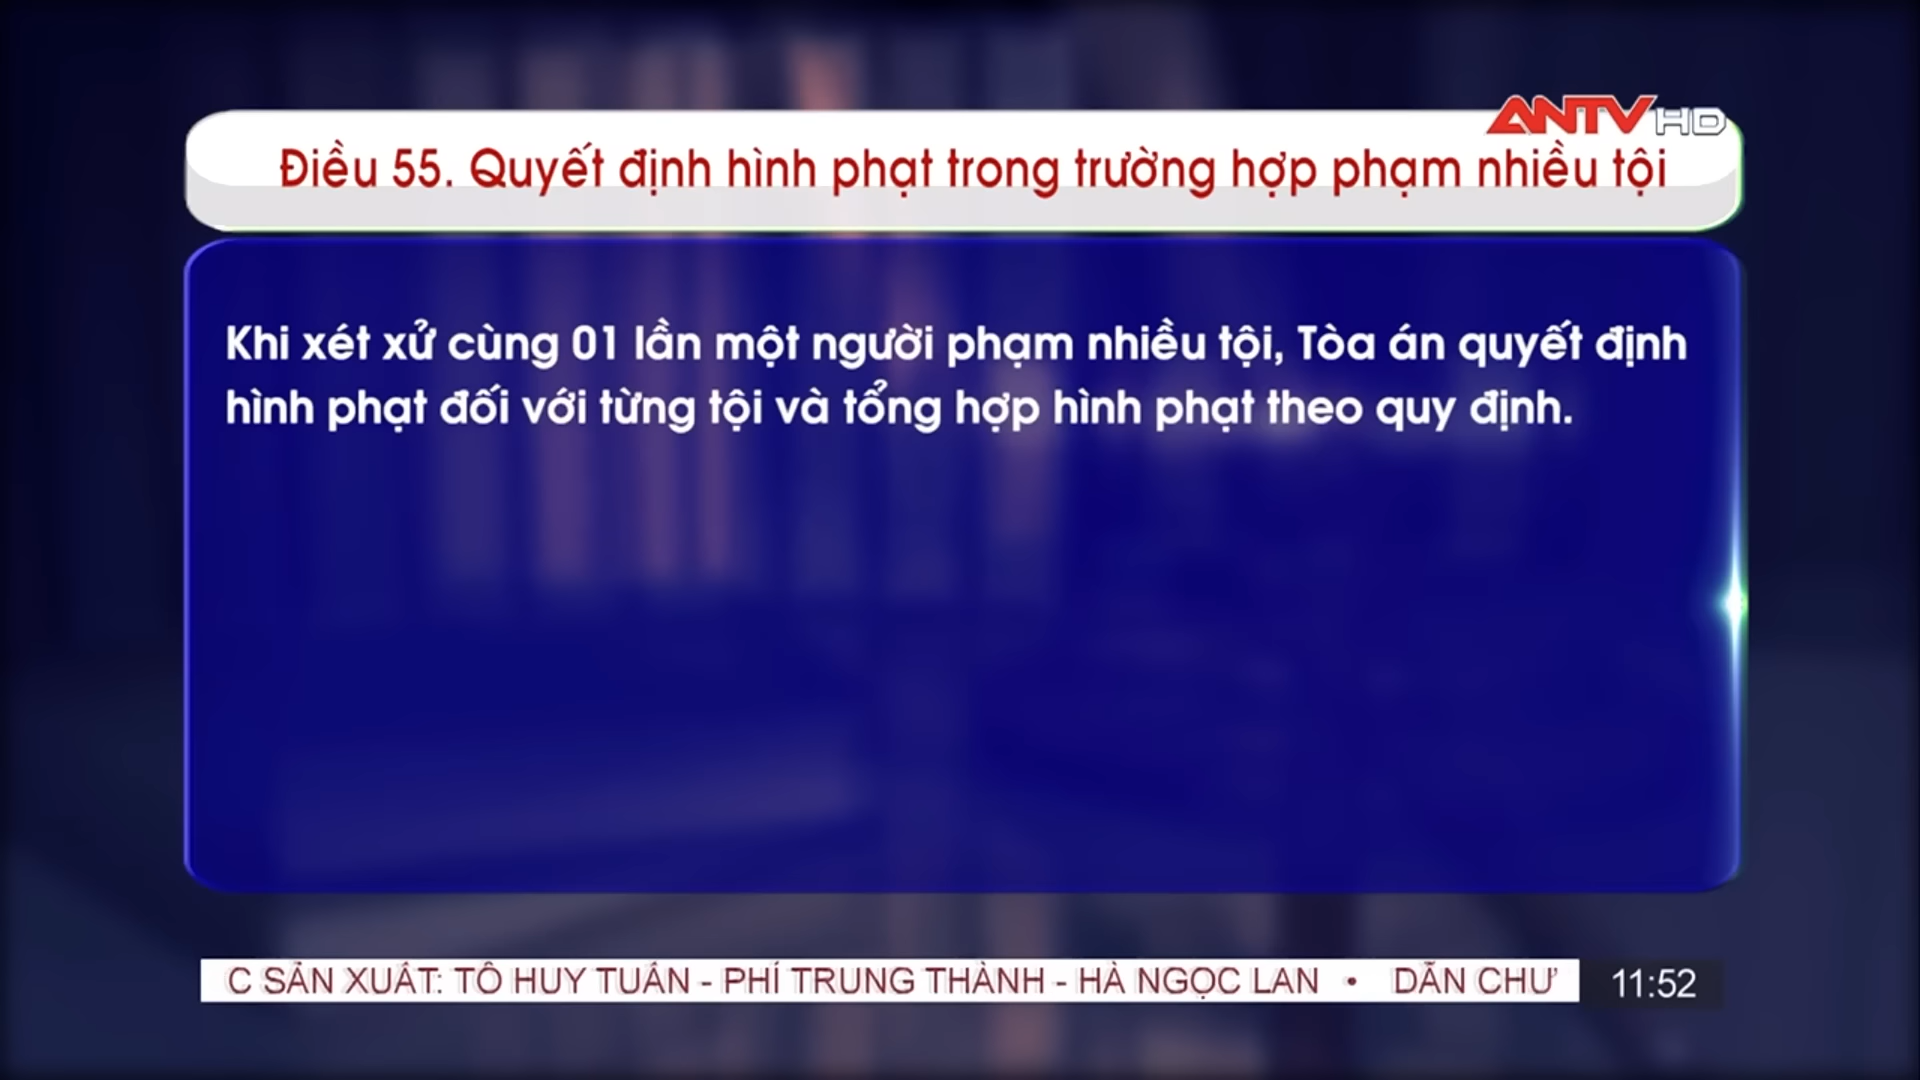 ANTV HD
Điều 55. Quyết định hình phạt trong trường hợp phạm nhiều tội
Khi xét xử cùng 01 lần một người phạm nhiều tội, Tòa án quyết định
hình phạt đối với từng tội và tổng hợp hình phạt theo quy định.
C SẢN XUẤT: TÔ HUY TUẤN - PHÍ TRUNG THÀNH - HÀ NGỌC LAN • DẪN CHƯ
11:52